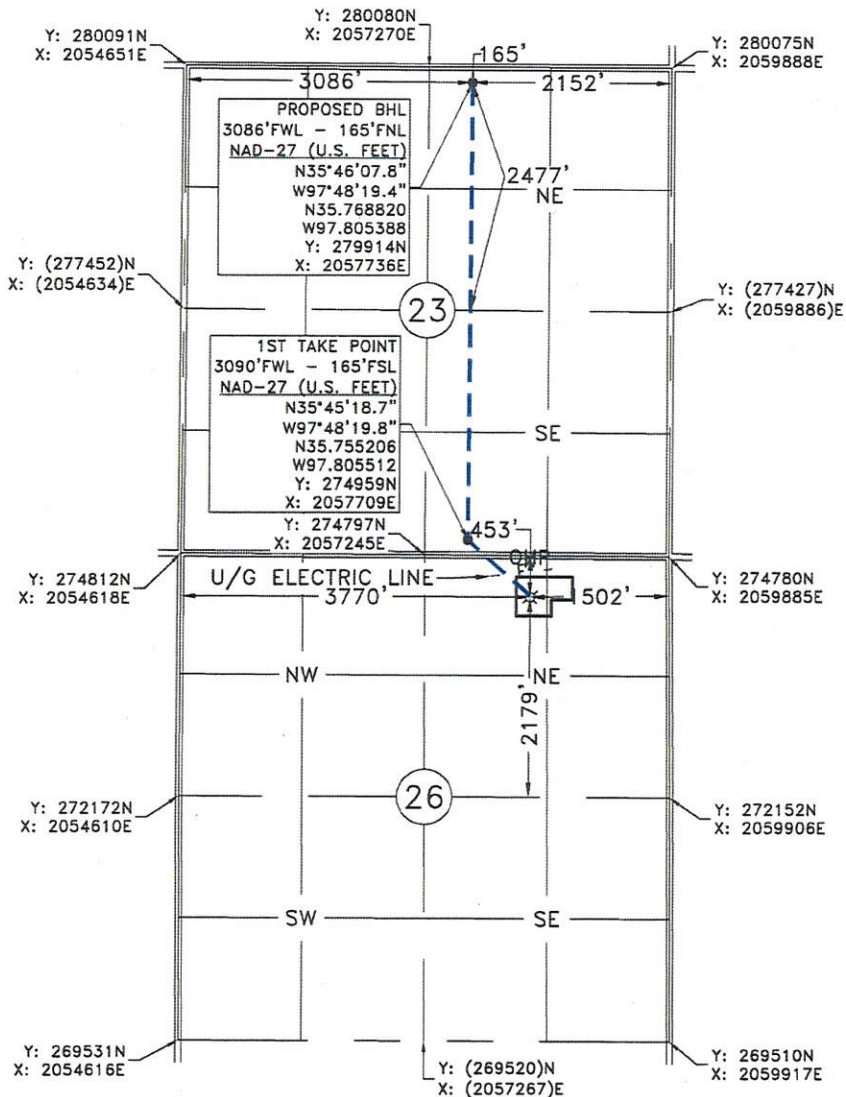 Y: 280080N
X: 2057270E
Y: 280091N
X: 2054651E
Y: 280075N
X: 2059888E
165'
3086'
2152'
PROPOSED BHL
3086'FWL - 165'FNL
NAD-27 (U.S. FEET)
N35°46'07.8"
W97°48'19.4"
N35.768820
W97.805388
Y: 279914N
X: 2057736E
2477'
NE
Y: (277452)N
X: (2054634)E
23
Y: (277427)N
X: (2059886)E
1ST TAKE POINT
3090'FWL - 165'FSL
NAD-27 (U.S. FEET)
N35°45'18.7"
W97°48'19.8"
N35.755206
W97.805512
Y: 274959N
X: 2057709E
SE
Y: 274797N
X: 2057245E
453'
Y: 274812N
X: 2054618E
U/G ELECTRIC LINE
Y: 274780N
X: 2059885E
3770'
1502'
NW
NE
2179'
26
Y: 272172N
X: 2054610E
Y: 272152N
X: 2059906E
SW
SE
Y: 269531N
X: 2054616E
Y: (269520)N
X: (2057267)E
Y: 269510N
X: 2059917E